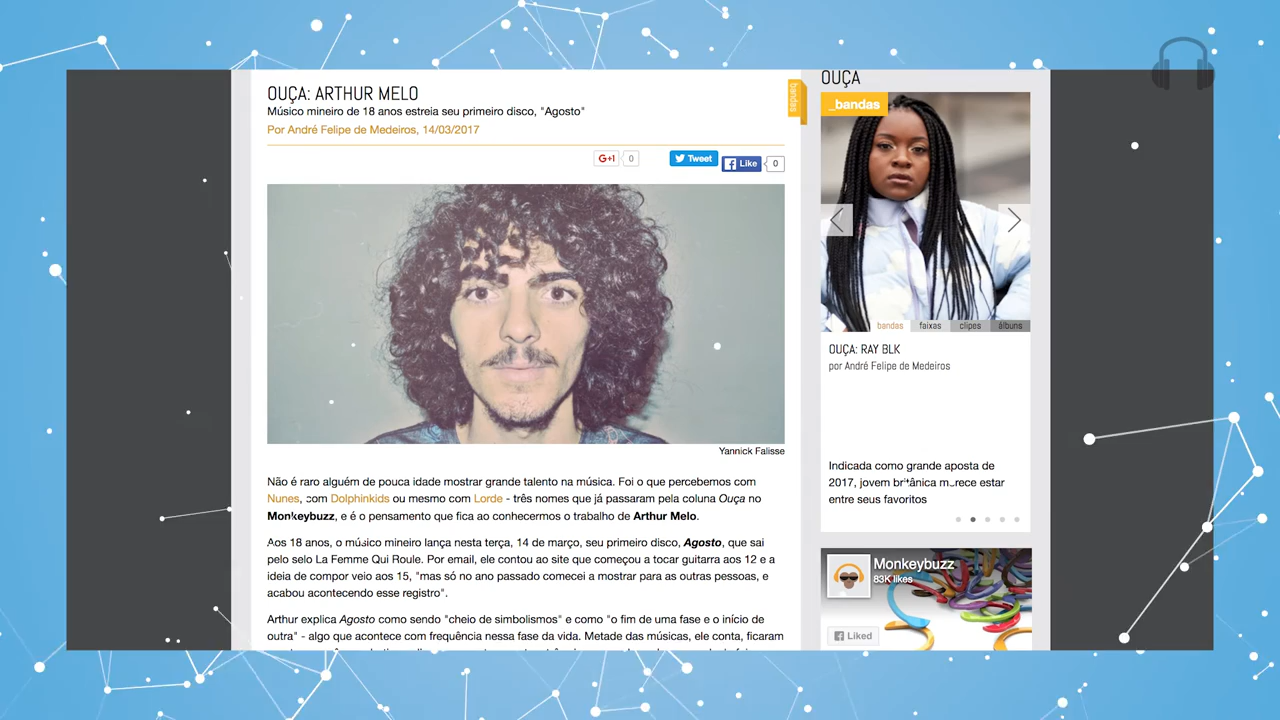 OUÇA: ARTHUR MELO
Músico mineiro de 18 anos estreia seu primeiro disco, "Agosto"
Por André Felipe de Medeiros, 14/03/2017
bandas
G+1 0
Tweet
Like 0
Yannick Falisse
Não é raro alguém de pouca idade mostrar grande talento na música. Foi o que percebemos com
Nunes, com Dolphinkids ou mesmo com Lorde - três nomes que já passaram pela coluna Ouça no
Monkeybuzz, e é o pensamento que fica ao conhecermos o trabalho de Arthur Melo.
Aos 18 anos, o músico mineiro lança nesta terça, 14 de março, seu primeiro disco, Agosto, que sai
pelo selo La Femme Qui Roule. Por email, ele contou ao site que começou a tocar guitarra aos 12 e a
ideia de compor veio aos 15, "mas só no ano passado comecei a mostrar para as outras pessoas, e
acabou acontecendo esse registro".
Arthur explica Agosto como sendo "cheio de simbolismos" e como "o fim de uma fase e o início de
outra" - algo que acontece com frequência nessa fase da vida. Metade das músicas, ele conta, ficaram
OUÇA
_bandas
bandas faixas clipes álbuns
OUÇA: RAY BLK
por André Felipe de Medeiros
Indicada como grande aposta de
2017, jovem britânica merece estar
entre seus favoritos
Monkeybuzz
83K likes
Liked